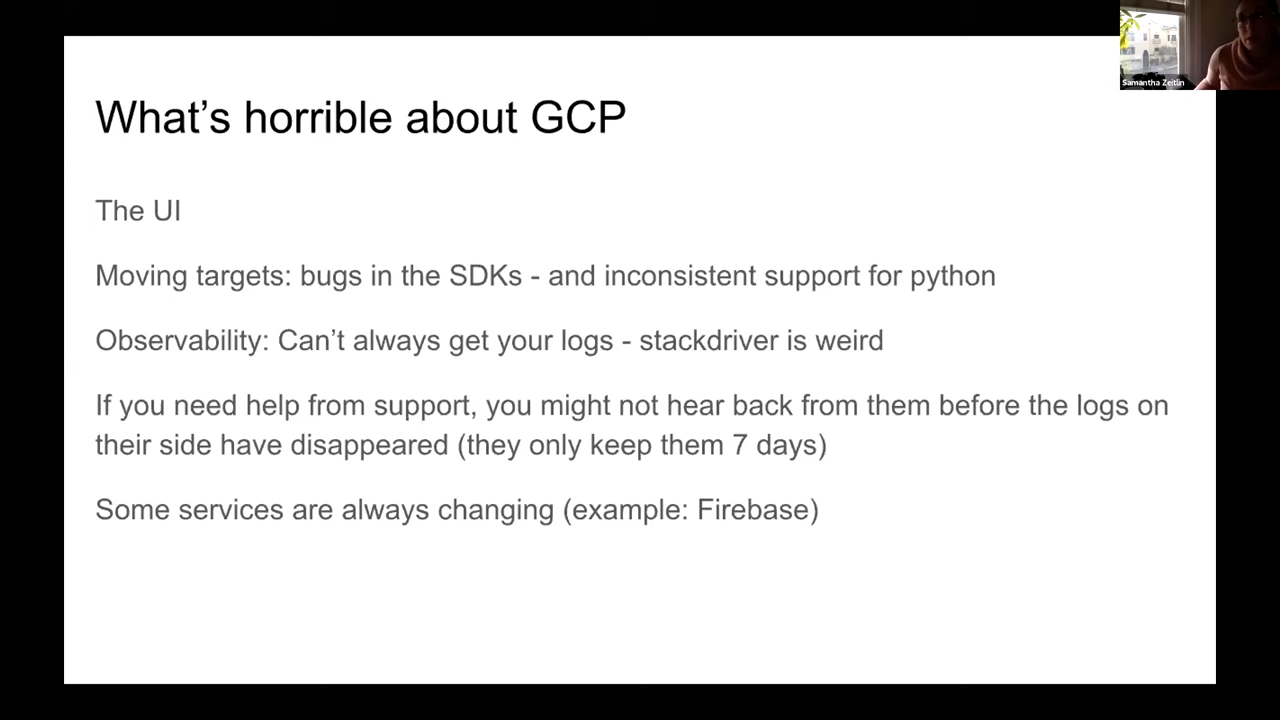 Samantha Zeitlin
What’s horrible about GCP
The UI
Moving targets: bugs in the SDKs - and inconsistent support for python
Observability: Can’t always get your logs - stackdriver is weird
If you need help from support, you might not hear back from them before the logs on
their side have disappeared (they only keep them 7 days)
Some services are always changing (example: Firebase)